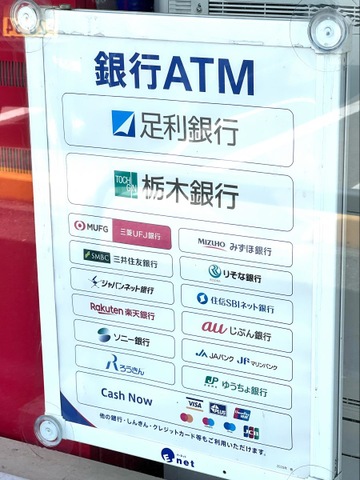 銀行ATM
足利銀行
TOCHI GIN 栃木銀行
MUFG 三菱UFJ銀行
MIZUHO みずほ銀行
SMBC 三井住友銀行
りそな銀行
ジャパンネット銀行
住信SBIネット銀行
Rakuten 楽天銀行
au じぶん銀行
ソニー銀行
JAバンク JFマリンバンク
ろうきん
JP ゆうちょ銀行
Cash Now
VISA PLUS
JCB
他の銀行・しんきん・クレジットカード等もご利用いただけます。
e net